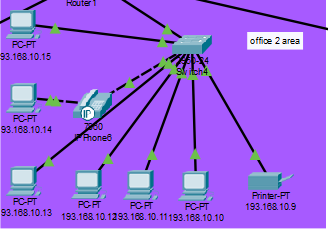 Router1
PC-PT
93.168.10.15
2960-24
Switch4
office 2 area
PC-PT
93.168.10.14
7960
IP Phone6
IP
PC-PT
93.168.10.13
PC-PT
193.168.10.12
PC-PT
193.168.10.11
PC-PT
193.168.10.10
Printer-PT
193.168.10.9